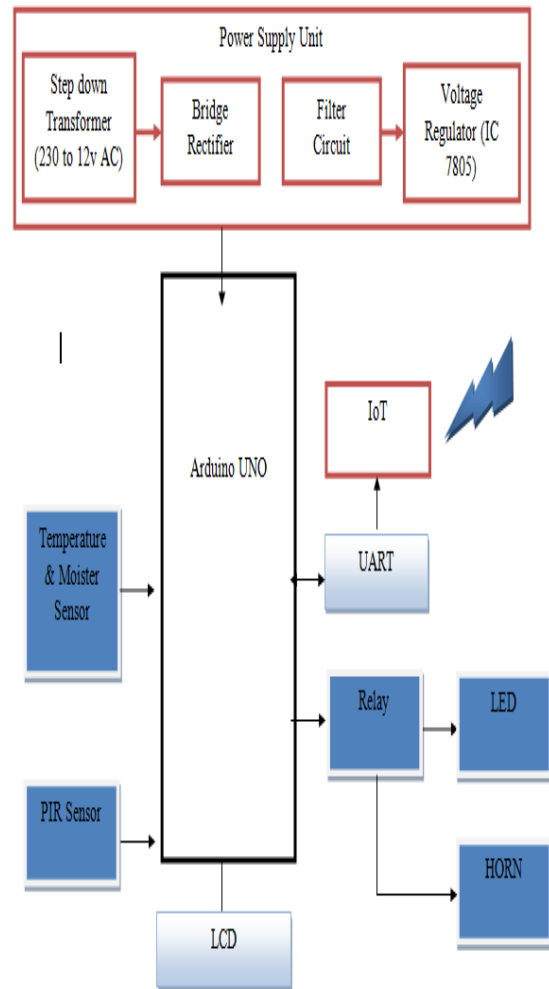 Power Supply Unit
Step down
Transformer
(230 to 12v AC)
Bridge
Rectifier
Filter
Circuit
Voltage
Regulator (IC
7805)
Arduino UNO
IoT
Temperature
& Moister
Sensor
UART
Relay
LED
PIR Sensor
HORN
LCD